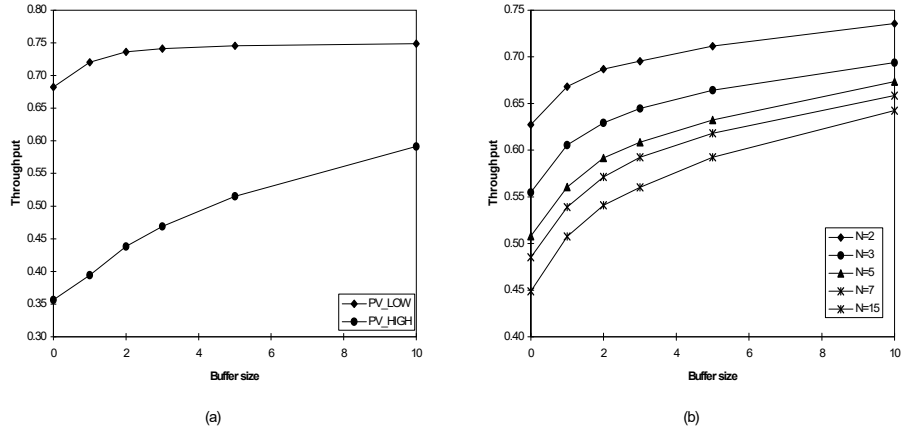 0.80
0.75
0.70
0.65
0.60
0.55
0.50
0.45
0.40
0.35
0.30
Throughput
0 2 4 6 8 10
Buffer size
PV_LOW
PV_HIGH
(a)
0.75
0.70
0.65
0.60
0.55
0.50
0.45
0.40
Throughput
0 2 4 6 8 10
Buffer size
N=2
N=3
N=5
N=7
N=15
(b)